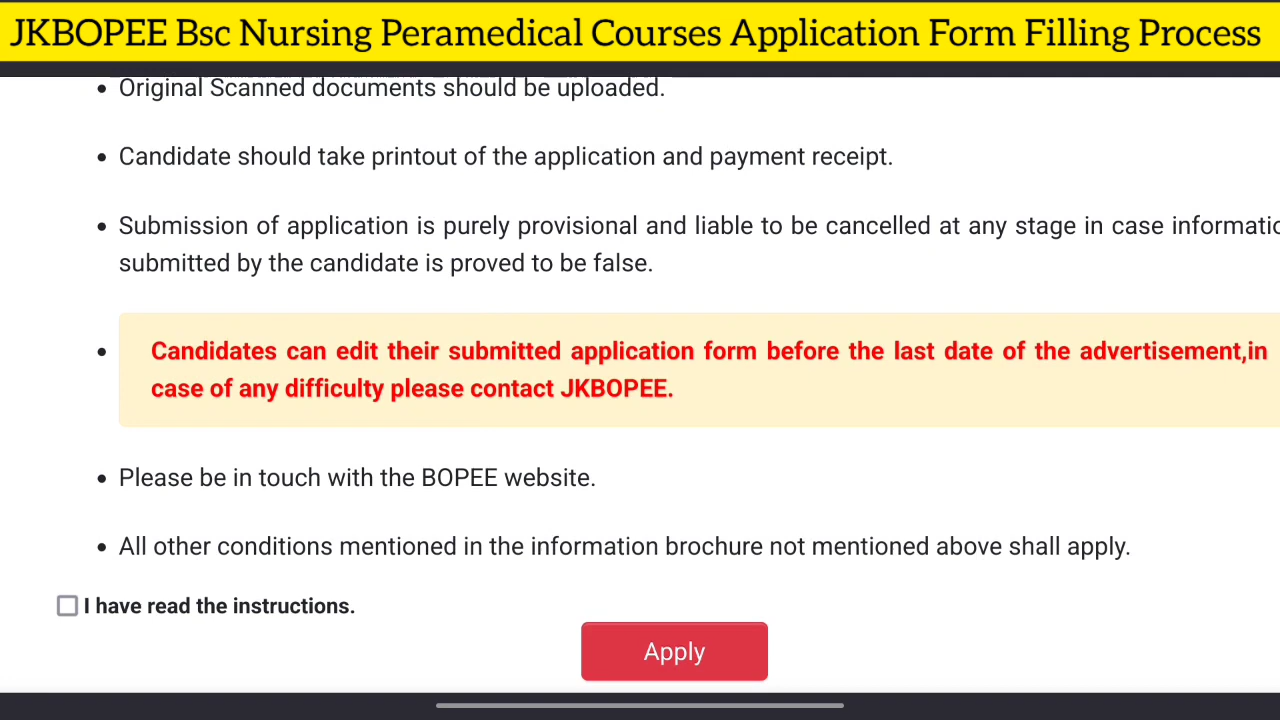 JKBOPEE Bsc Nursing Peramedical Courses Application Form Filling Process
Original Scanned documents should be uploaded.
Candidate should take printout of the application and payment receipt.
Submission of application is purely provisional and liable to be cancelled at any stage in case informatio
submitted by the candidate is proved to be false.
Candidates can edit their submitted application form before the last date of the advertisement,in
case of any difficulty please contact JKBOPEE.
Please be in touch with the BOPEE website.
All other conditions mentioned in the information brochure not mentioned above shall apply.
I have read the instructions.
Apply